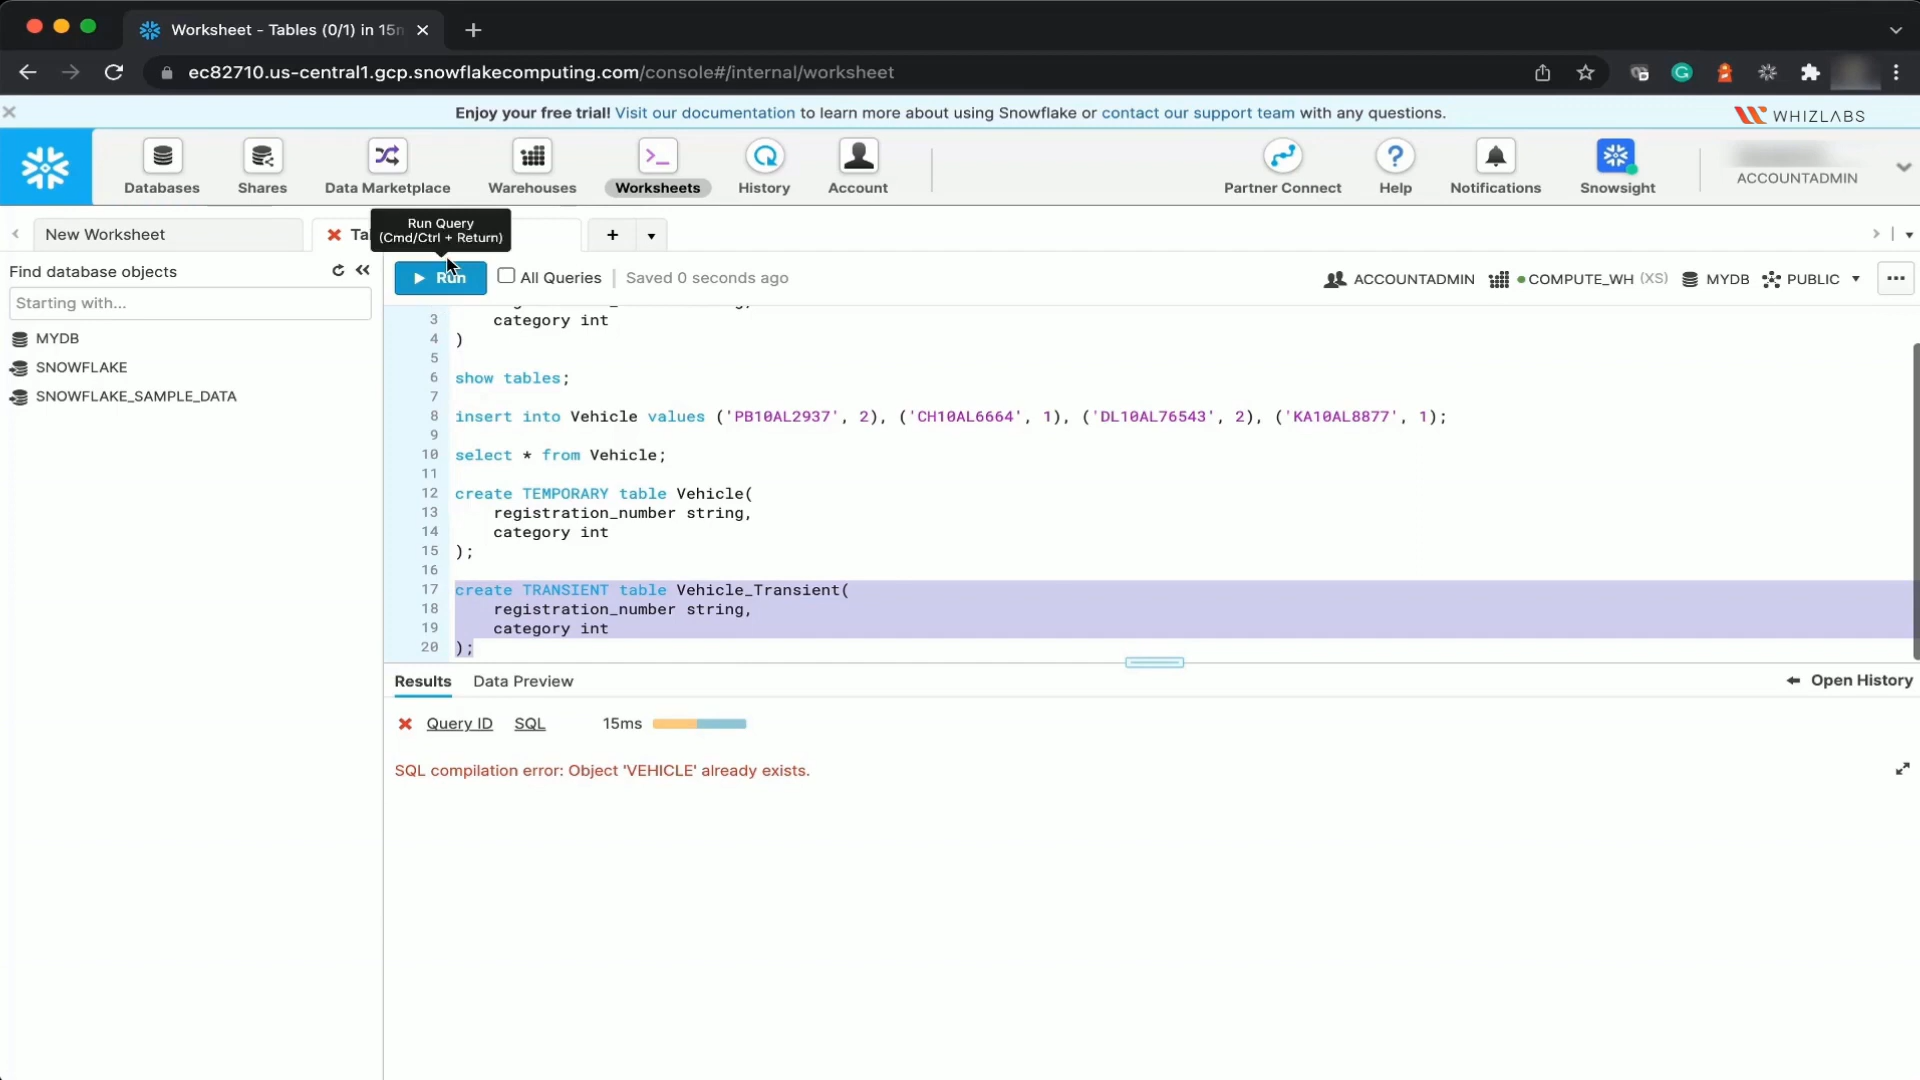 Worksheet - Tables (0/1) in 15m
ec82710.us-central1.gcp.snowflakecomputing.com/console#/internal/worksheet
Enjoy your free trial! Visit our documentation to learn more about using Snowflake or contact our support team with any questions.
WHIZLABS
Databases
Shares
Data Marketplace
Warehouses
Worksheets
History
Account
Partner Connect
Help
Notifications
Snowsight
ACCOUNTADMIN
New Worksheet
Run Query
(Cmd/Ctrl + Return)
Find database objects
Starting with...
MYDB
SNOWFLAKE
SNOWFLAKE_SAMPLE_DATA
Run
All Queries
Saved 0 seconds ago
ACCOUNTADMIN
COMPUTE_WH (XS)
MYDB
PUBLIC
3 category int
4 )
5
6 show tables;
7
8 insert into Vehicle values ('PB10AL2937', 2), ('CH10AL6664', 1), ('DL10AL76543', 2), ('KA10AL8877', 1);
9
10 select * from Vehicle;
11
12 create TEMPORARY table Vehicle(
13 registration_number string,
14 category int
15 );
16
17 create TRANSIENT table Vehicle_Transient(
18 registration_number string,
19 category int
20 );
Results
Data Preview
Open History
Query ID SQL 15ms
SQL compilation error: Object 'VEHICLE' already exists.